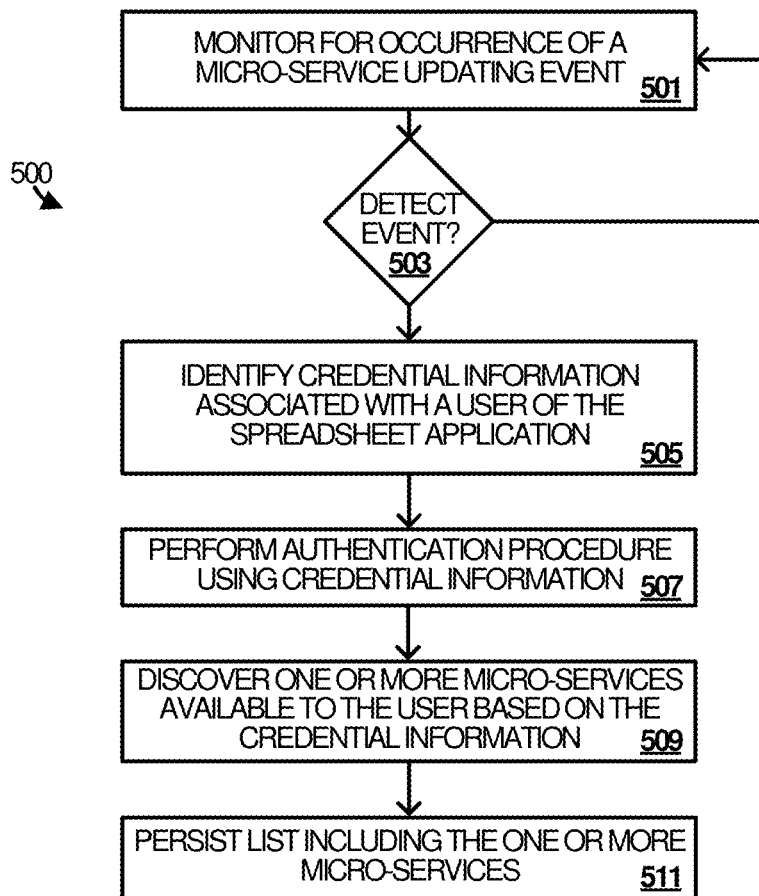 MONITOR FOR OCCURRENCE OF A
MICRO-SERVICE UPDATING EVENT
501
500
DETECT
EVENT?
503
IDENTIFY CREDENTIAL INFORMATION
ASSOCIATED WITH A USER OF THE
SPREADSHEET APPLICATION
505
PERFORM AUTHENTICATION PROCEDURE
USING CREDENTIAL INFORMATION
507
DISCOVER ONE OR MORE MICRO-SERVICES
AVAILABLE TO THE USER BASED ON THE
CREDENTIAL INFORMATION
509
PERSIST LIST INCLUDING THE ONE OR MORE
MICRO-SERVICES
511